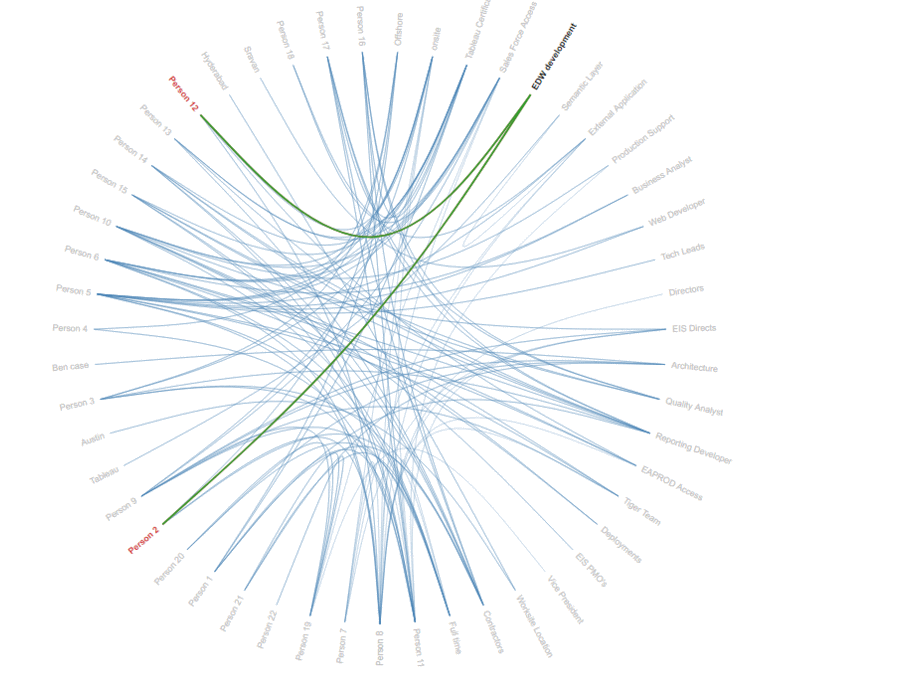 Person 16
Offshore
onsite
Tableau
Sales Force Access
EDW development
Semantic Layer
External Application
Production Support
Business Analyst
Web Developer
Tech Leads
Directors
EIS Directs
Architecture
Quality Analyst
Reporting Developer
EAPROD Access
Tiger Team
Deployments
EIS PMO's
Vice President
Worksite Location
Contractors
Full time
Person 11
Person 8
Person 7
Person 19
Person 22
Person 21
Person 1
Person 20
Person 2
Person 9
Tableau
Austin
Person 3
Ben case
Person 4
Person 5
Person 6
Person 10
Person 15
Person 14
Person 13
Person 12
Hyderabad
Sravan
Person 18
Person 17